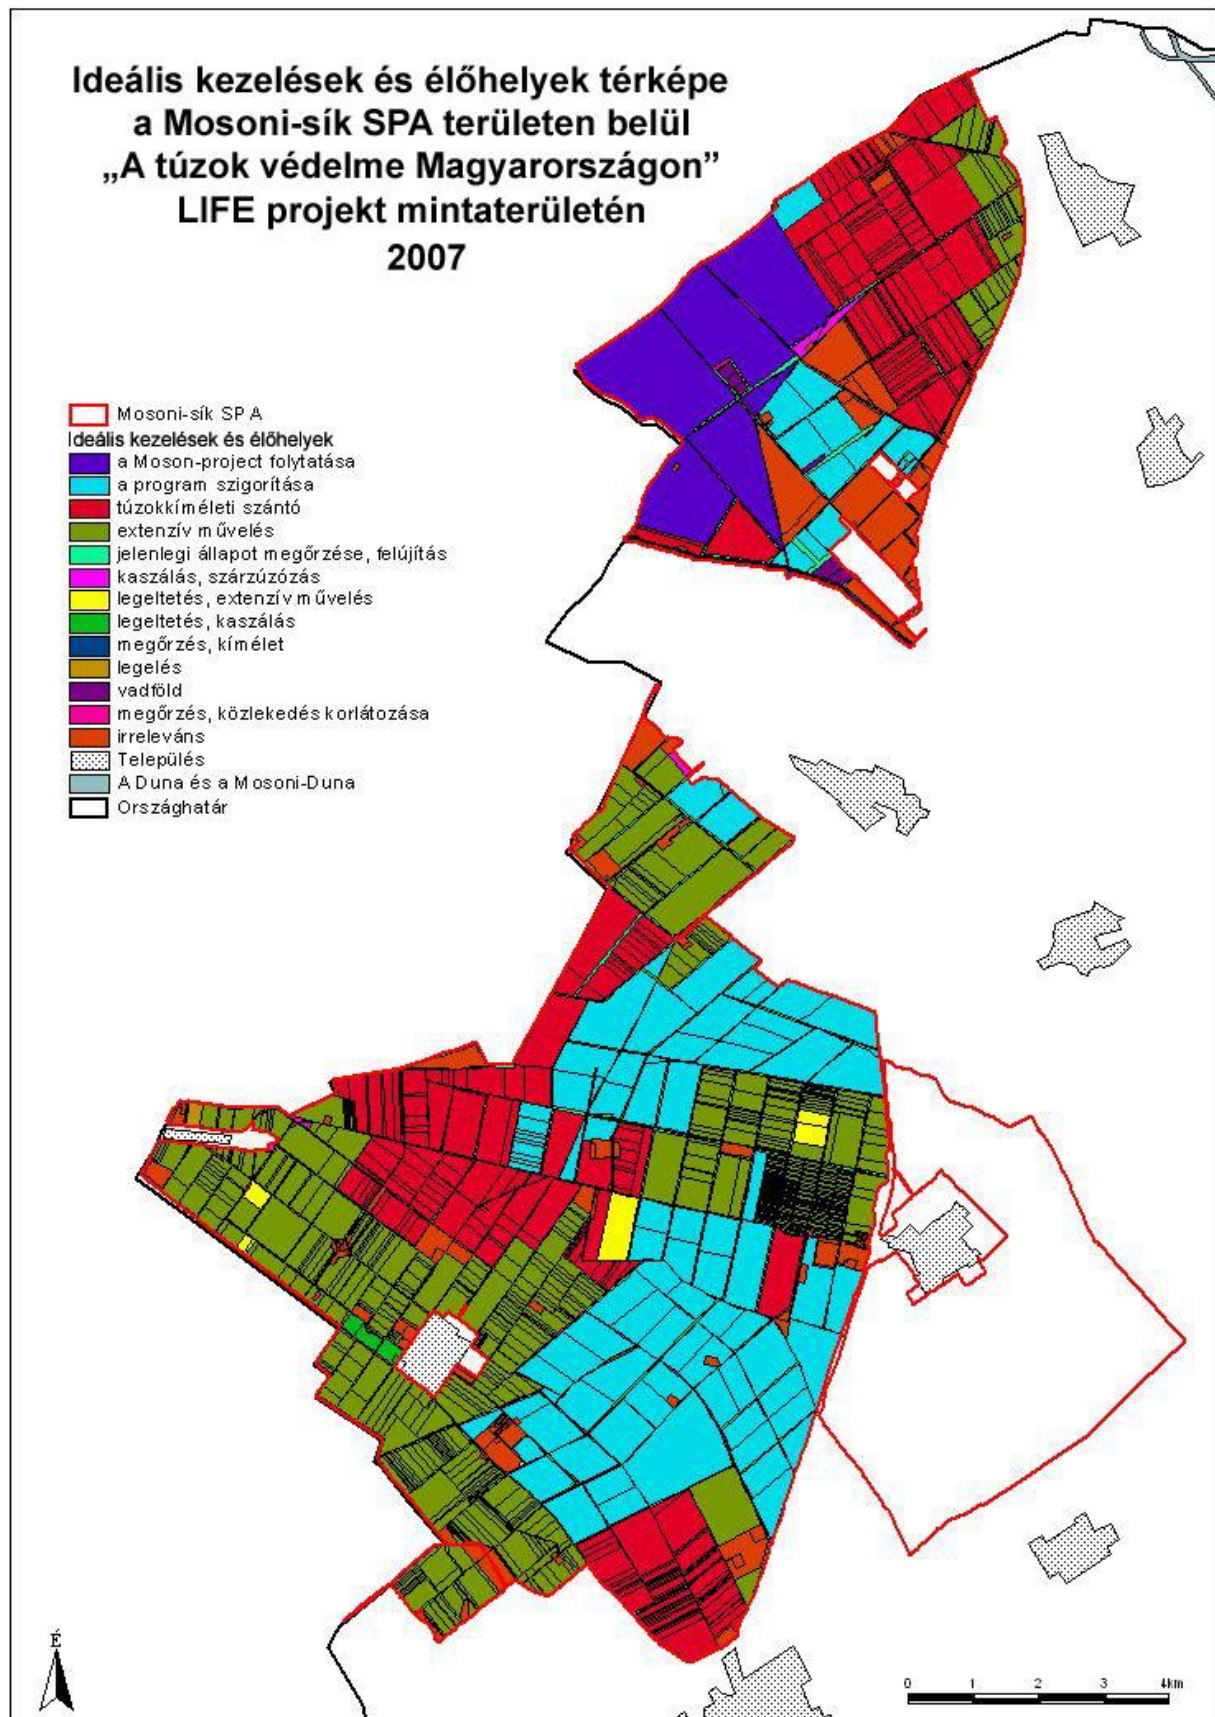 Ideális kezelések és élőhelyek térképe
a Mosoni-sík SPA területen belül
„A túzok védelme Magyarországon”
LIFE projekt mintaterületén
2007
Mosoni-sík SPA
Ideális kezelések és élőhelyek
a Moson-project folytatása
a program szigorítása
túzokkíméleti szántó
extenzív művelés
jelenlegi állapot megőrzése, felújítás
kaszálás, szárzúzózás
legeltetés, extenzív művelés
legeltetés, kaszálás
megőrzés, kímélet
legelés
vadföld
megőrzés, közlekedés korlátozása
irreleváns
Település
A Duna és a Mosoni-Duna
Országhatár
É
0 1 2 3 4km